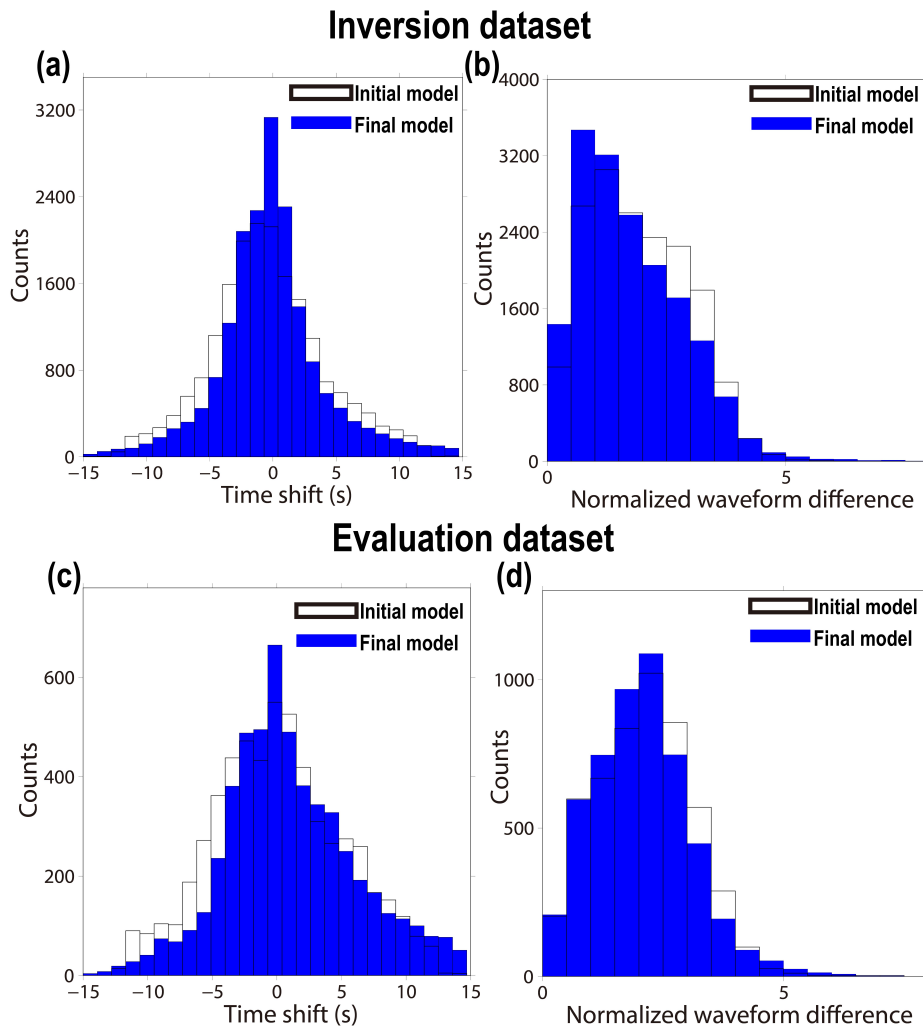 Inversion dataset
(a)
(b)
Initial model
Final model
Initial model
Final model
3200
2400
1600
800
0
Counts
−15
−10
−5
0
5
10
15
Time shift (s)
4000
3200
2400
1600
800
0
Counts
0
5
Normalized waveform difference
Evaluation dataset
(c)
(d)
Initial model
Final model
Initial model
Final model
600
400
200
0
Counts
−15
−10
−5
0
5
10
15
Time shift (s)
1000
500
0
Counts
0
5
Normalized waveform difference